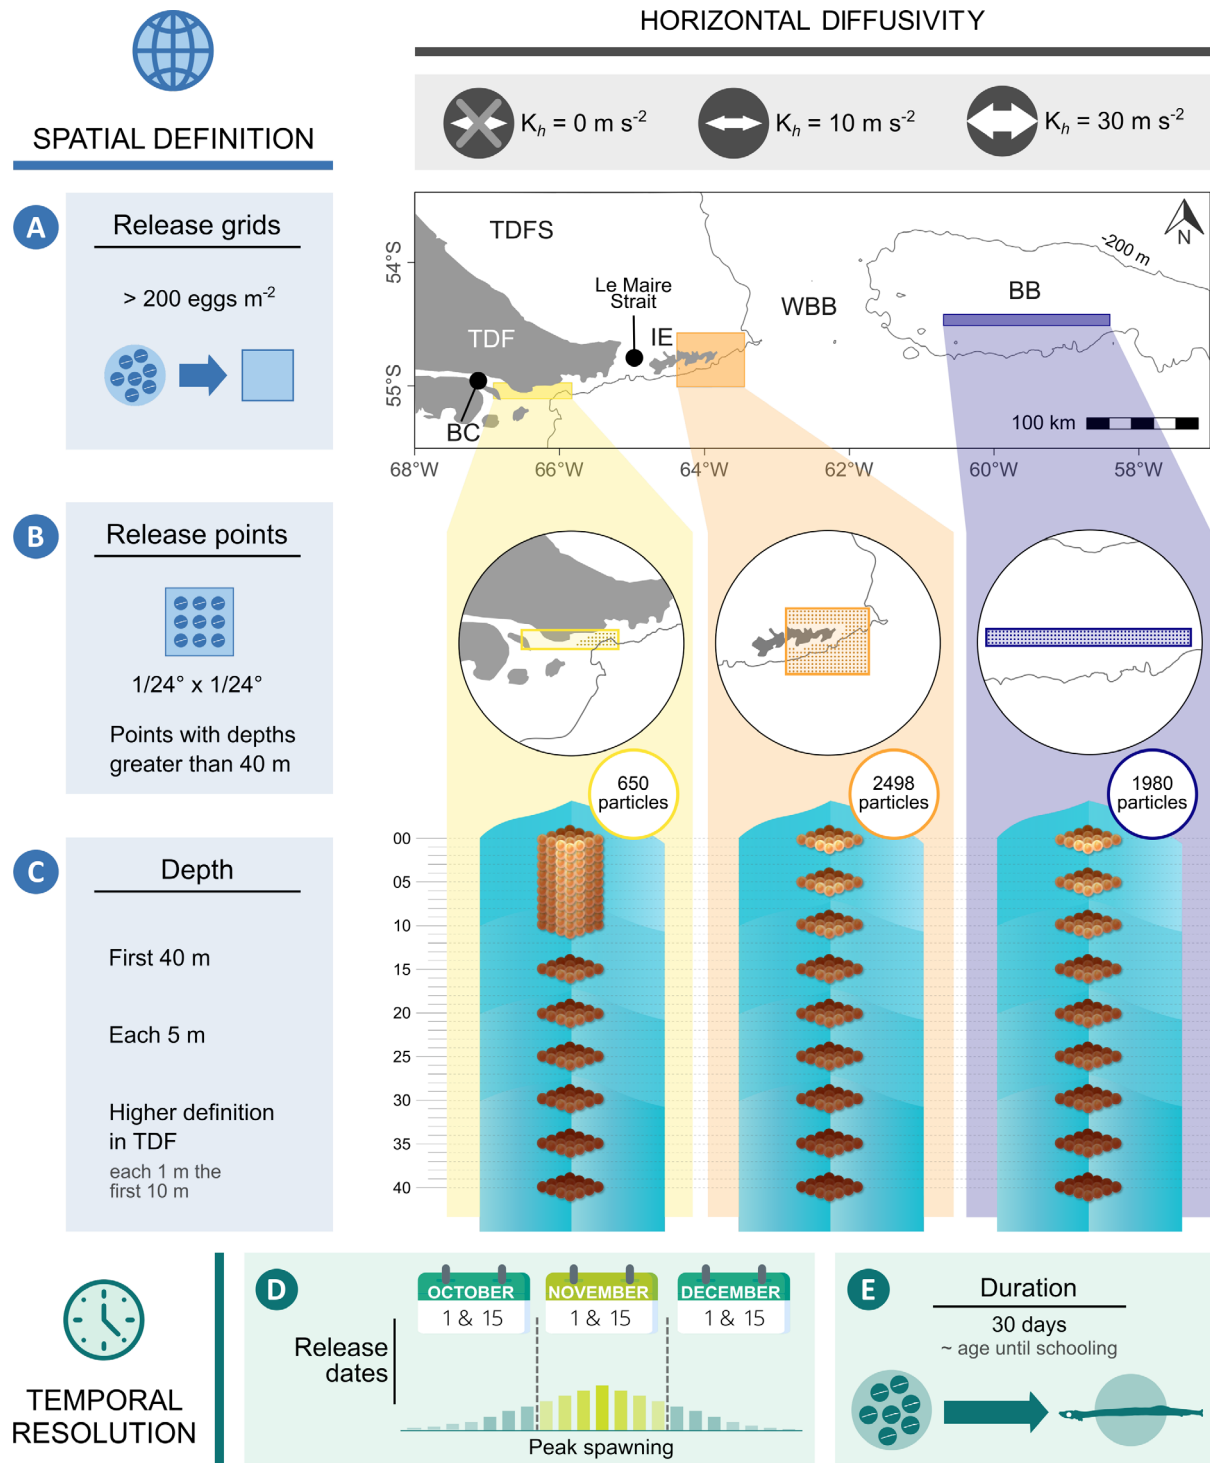 HORIZONTAL DIFFUSIVITY
K_h = 0 m s^-2
K_h = 10 m s^-2
K_h = 30 m s^-2
SPATIAL DEFINITION
A
Release grids
> 200 eggs m^-2
TDFS
Le Maire
Strait
TDF
IE
WBB
BB
BC
-200 m
N
54°S
55°S
100 km
68°W
66°W
64°W
62°W
60°W
58°W
B
Release points
1/24° x 1/24°
Points with depths
greater than 40 m
650
particles
2498
particles
1980
particles
C
Depth
First 40 m
Each 5 m
Higher definition
in TDF
each 1 m the
first 10 m
00
05
10
15
20
25
30
35
40
TEMPORAL
RESOLUTION
D
Release
dates
OCTOBER
1 & 15
NOVEMBER
1 & 15
DECEMBER
1 & 15
Peak spawning
E
Duration
30 days
~ age until schooling